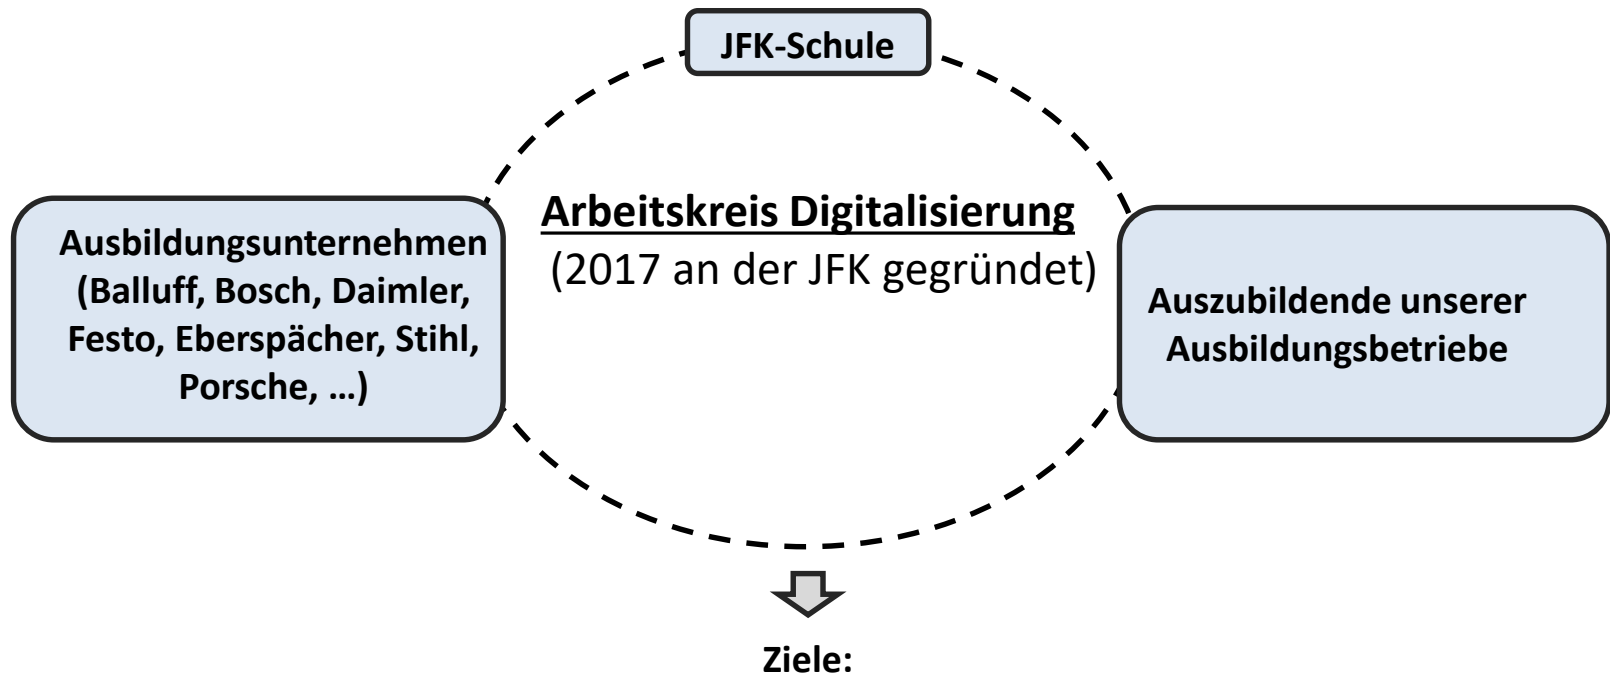 JFK-Schule
Arbeitskreis Digitalisierung
(2017 an der JFK gegründet)
Ausbildungsunternehmen
(Balluff, Bosch, Daimler,
Festo, Eberspächer, Stihl,
Porsche, …)
Auszubildende unserer
Ausbildungsbetriebe
Ziele: